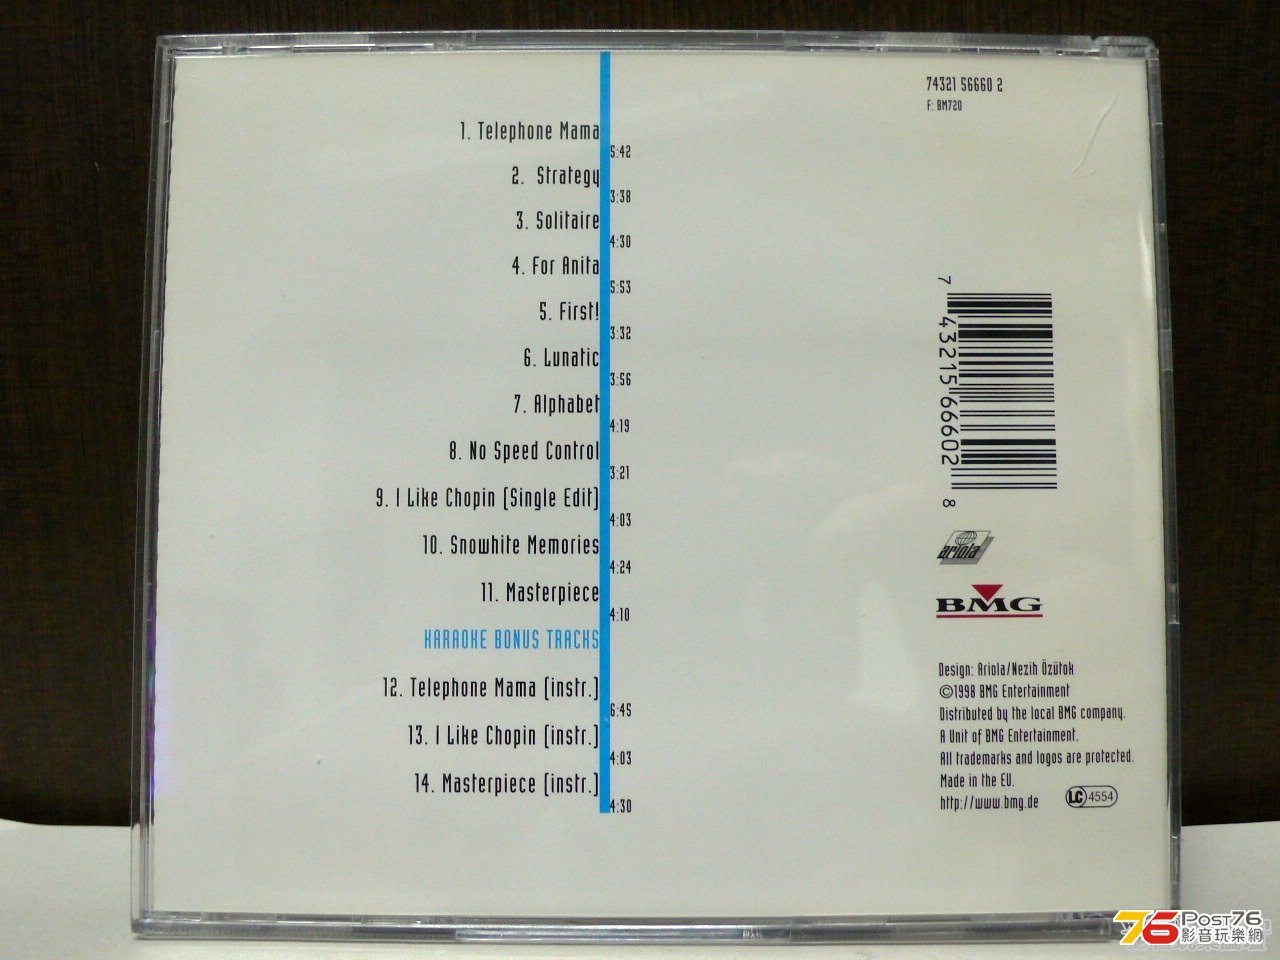 1. Telephone Mama
5:42
2. Strategy
3:38
3. Solitaire
4:30
4. For Anita
5:53
5. First!
3:32
6. Lunatic
3:56
7. Alphabet
4:19
8. No Speed Control
3:21
9. I Like Chopin (Single Edit)
4:03
10. Snowhite Memories
4:24
11. Masterpiece
4:10
KARAOKE BONUS TRACKS
12. Telephone Mama (instr.)
6:45
13. I Like Chopin (instr.)
4:03
14. Masterpiece (instr.)
4:30
74321 56660 2
F: BM720
7 43215 66602 8
ariola
BMG
Design: Ariola/Nezih Özütok
©1998 BMG Entertainment
Distributed by the local BMG company.
A Unit of BMG Entertainment.
All trademarks and logos are protected.
Made in the EU.
http://www.bmg.de
LC 4554
76 POST76
影音玩樂網